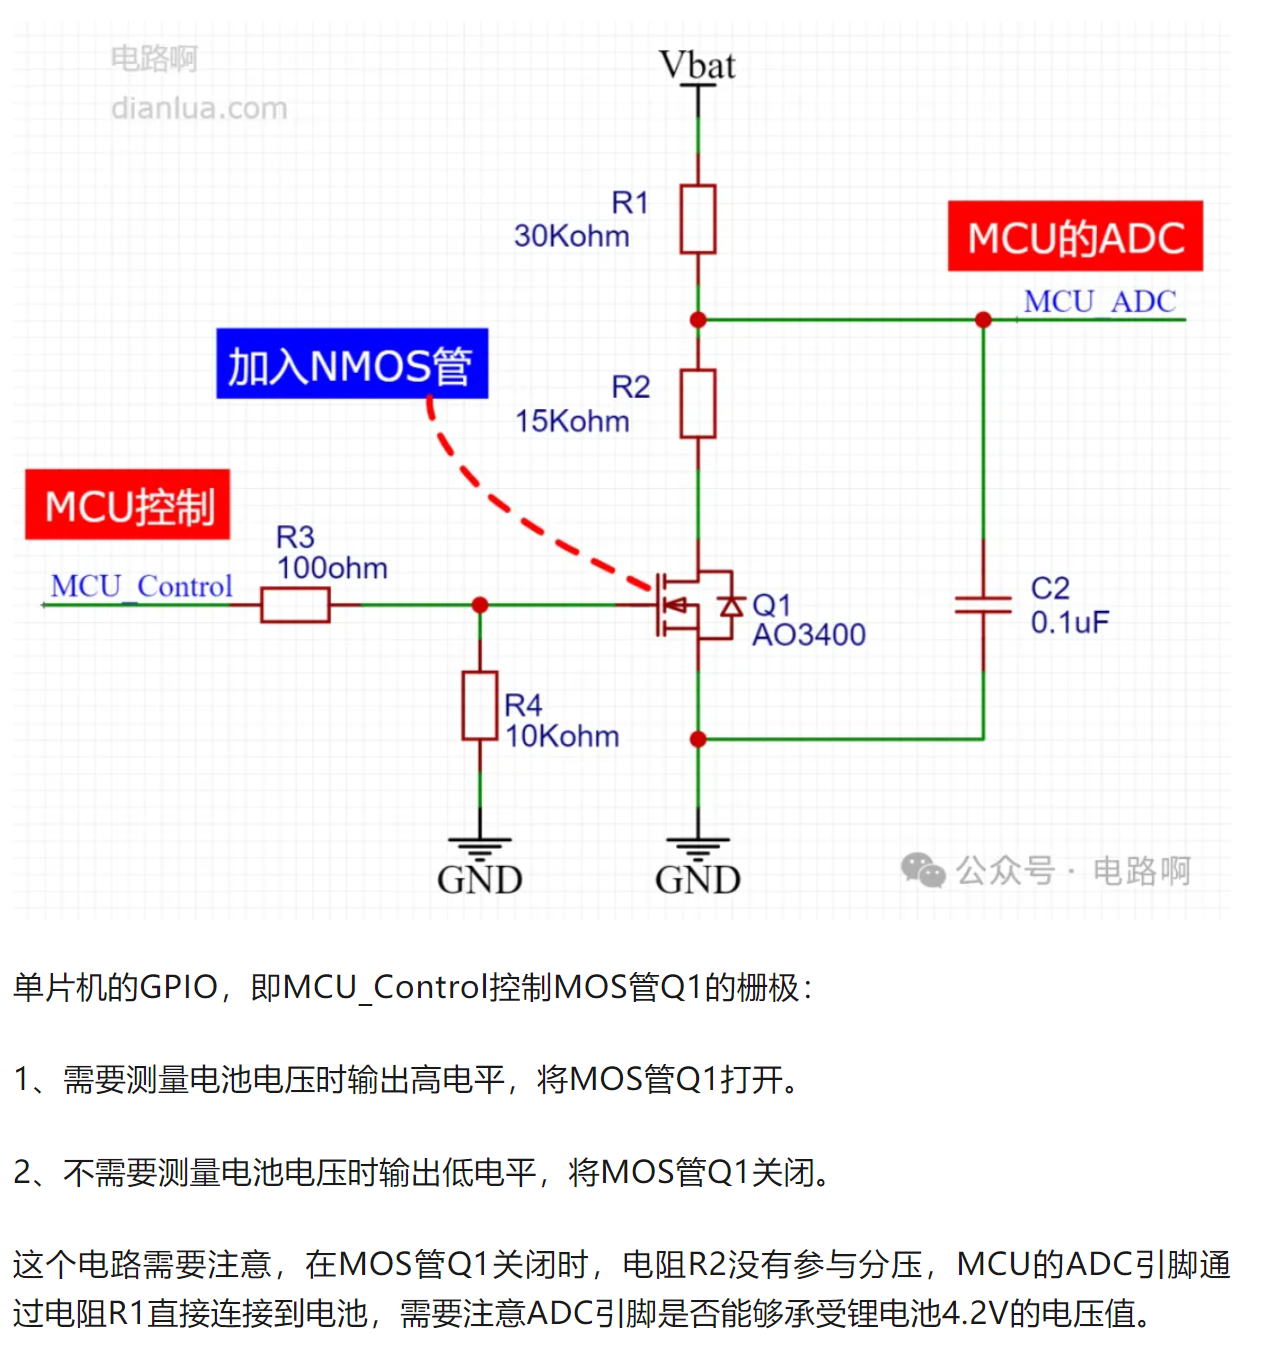 电路啊
dianlua.com
Vbat
R1
30Kohm
MCU的ADC
MCU_ADC
加入NMOS管
R2
15Kohm
MCU控制
MCU_Control
R3
100ohm
Q1
AO3400
C2
0.1uF
R4
10Kohm
GND
GND
公众号 · 电路啊
单片机的GPIO，即MCU_Control控制MOS管Q1的栅极：
1、需要测量电池电压时输出高电平，将MOS管Q1打开。
2、不需要测量电池电压时输出低电平，将MOS管Q1关闭。
这个电路需要注意，在MOS管Q1关闭时，电阻R2没有参与分压，MCU的ADC引脚通
过电阻R1直接连接到电池，需要注意ADC引脚是否能够承受锂电池4.2V的电压值。